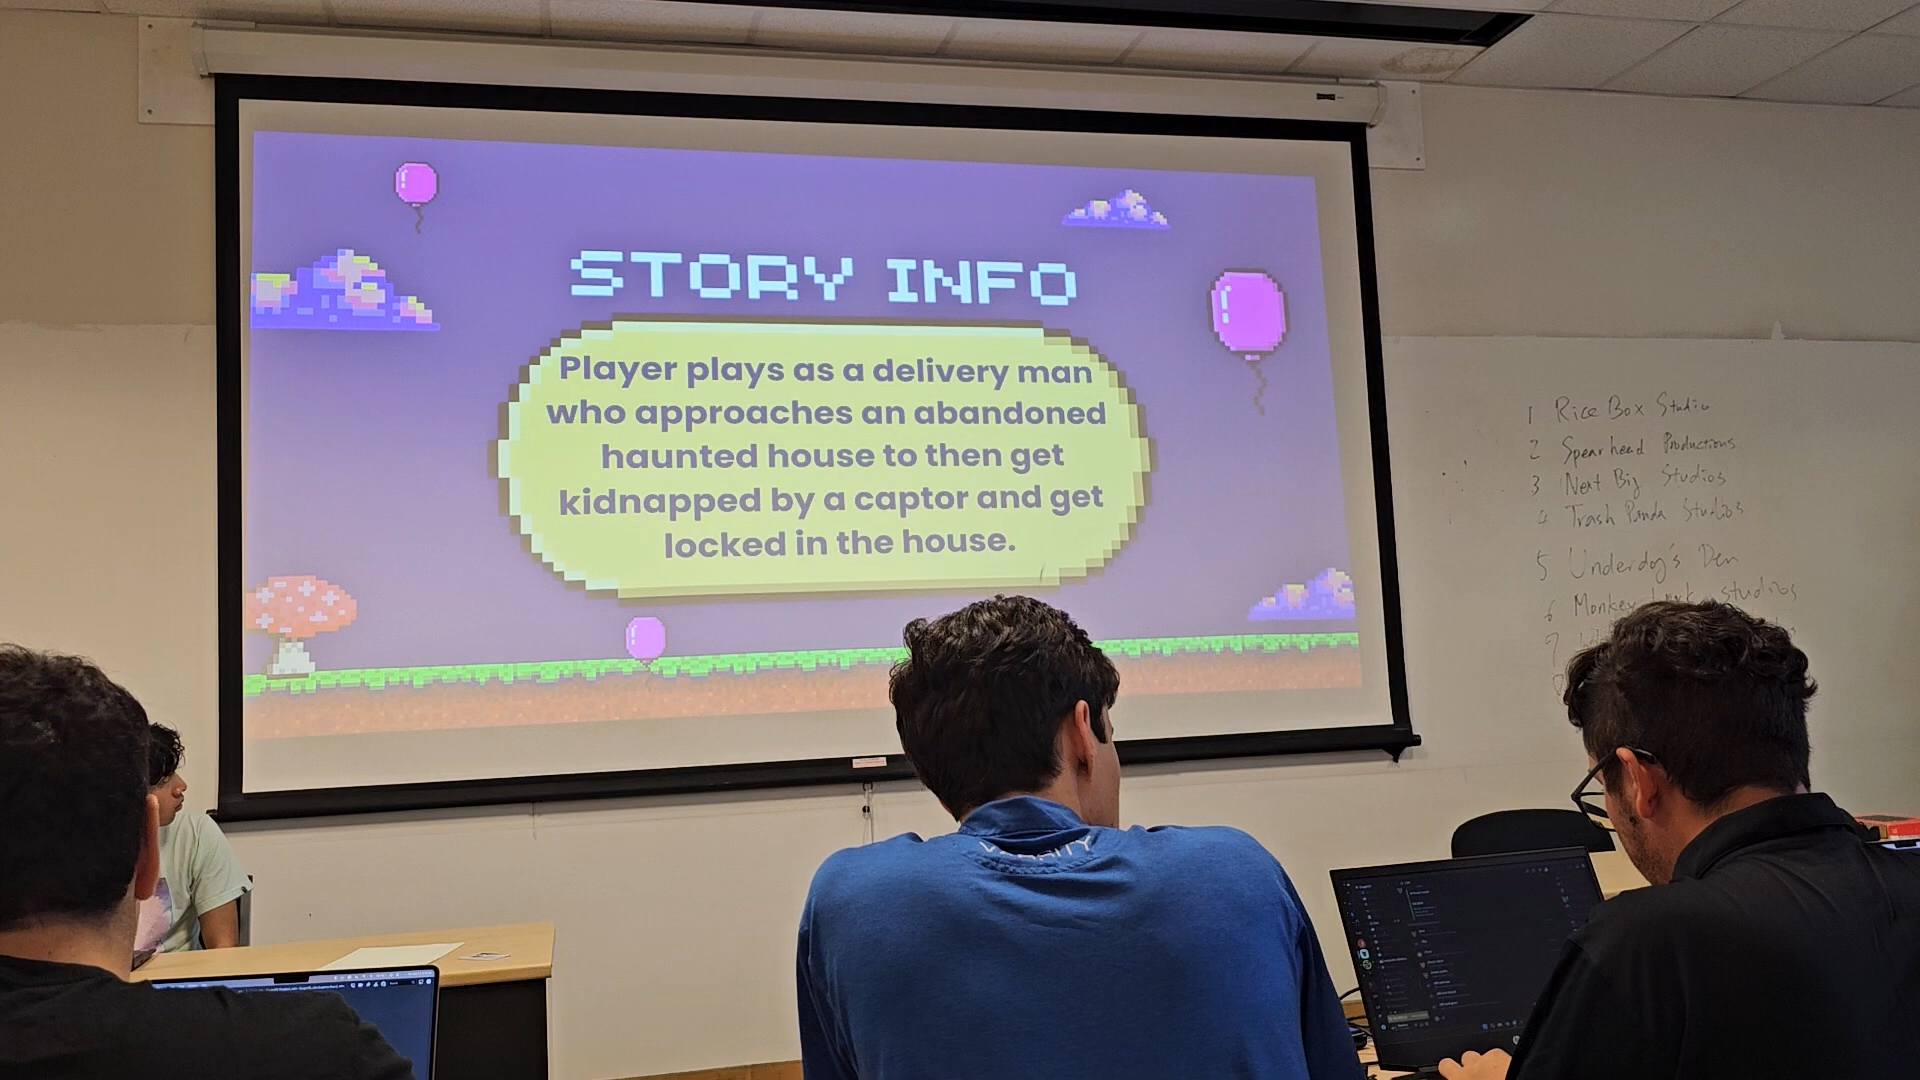 STORY INFO
Player plays as a delivery man
who approaches an abandoned
haunted house to then get
kidnapped by a captor and get
locked in the house.
1 Rice Box Studio
2 Spearhead Productions
3 Next Big Studios
4 Trash Panda Studios
5 Underdog's Den
6 Monkey studios
7
VARSITY